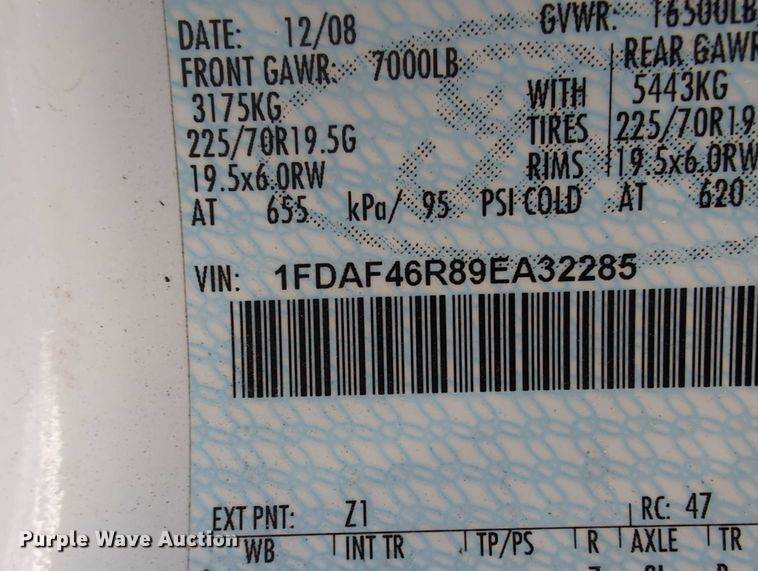 DATE: 12/08 GVWR: 16500LB
FRONT GAWR: 7000LB REAR GAWR
3175KG WITH 5443KG
225/70R19.5G TIRES 225/70R19
19.5x6.0RW RIMS 19.5x6.0RW
AT 655 kPa/ 95 PSI COLD AT 620
VIN: 1FDAF46R89EA32285
EXT PNT: Z1 RC: 47
WB INT TR TP/PS R AXLE TR
Purple Wave Auction